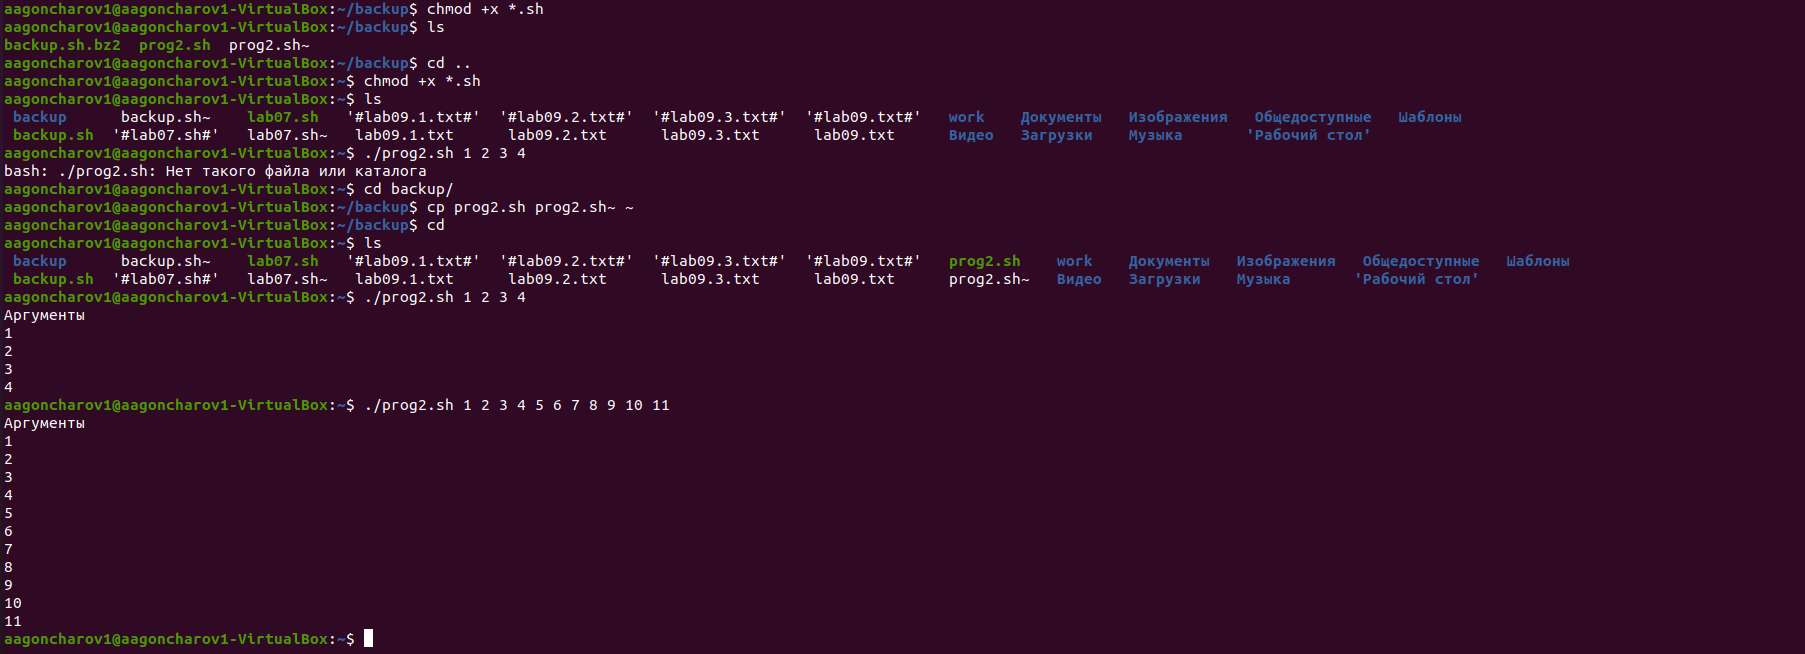 aagoncharov1@aagoncharov1-VirtualBox:~/backup$ chmod +x *.sh
aagoncharov1@aagoncharov1-VirtualBox:~/backup$ ls
backup.sh.bz2  prog2.sh  prog2.sh~
aagoncharov1@aagoncharov1-VirtualBox:~/backup$ cd ..
aagoncharov1@aagoncharov1-VirtualBox:~$ chmod +x *.sh
aagoncharov1@aagoncharov1-VirtualBox:~$ ls
backup      backup.sh~    lab07.sh   '#lab09.1.txt#'  '#lab09.2.txt#'  '#lab09.3.txt#'  '#lab09.txt#'   work    Документы   Изображения   Общедоступные   Шаблоны
backup.sh  '#lab07.sh#'   lab07.sh~   lab09.1.txt      lab09.2.txt      lab09.3.txt      lab09.txt      Видео   Загрузки    Музыка       'Рабочий стол'
aagoncharov1@aagoncharov1-VirtualBox:~$ ./prog2.sh 1 2 3 4
bash: ./prog2.sh: Нет такого файла или каталога
aagoncharov1@aagoncharov1-VirtualBox:~$ cd backup/
aagoncharov1@aagoncharov1-VirtualBox:~/backup$ cp prog2.sh prog2.sh~ ~
aagoncharov1@aagoncharov1-VirtualBox:~/backup$ cd
aagoncharov1@aagoncharov1-VirtualBox:~$ ls
backup      backup.sh~    lab07.sh   '#lab09.1.txt#'  '#lab09.2.txt#'  '#lab09.3.txt#'  '#lab09.txt#'   prog2.sh    work    Документы   Изображения   Общедоступные   Шаблоны
backup.sh  '#lab07.sh#'   lab07.sh~   lab09.1.txt      lab09.2.txt      lab09.3.txt      lab09.txt      prog2.sh~   Видео   Загрузки    Музыка       'Рабочий стол'
aagoncharov1@aagoncharov1-VirtualBox:~$ ./prog2.sh 1 2 3 4
Аргументы
1
2
3
4
aagoncharov1@aagoncharov1-VirtualBox:~$ ./prog2.sh 1 2 3 4 5 6 7 8 9 10 11
Аргументы
1
2
3
4
5
6
7
8
9
10
11
aagoncharov1@aagoncharov1-VirtualBox:~$